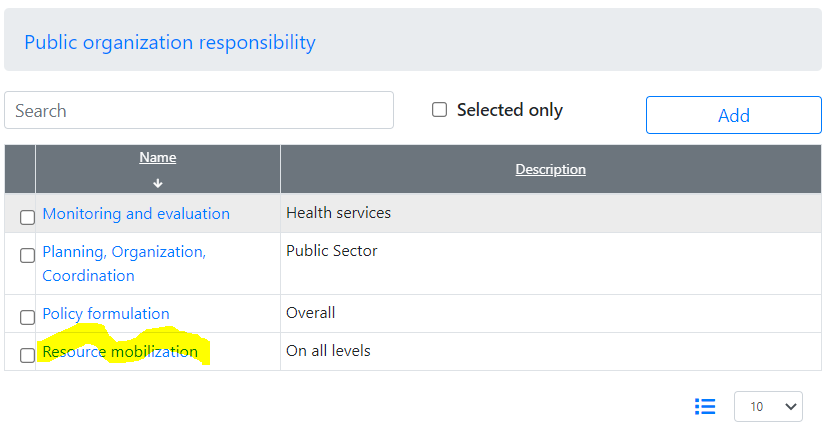 Public organization responsibility
Search
Selected only
Add
Name
Description
Monitoring and evaluation
Health services
Planning, Organization,
Coordination
Public Sector
Policy formulation
Overall
Resource mobilization
On all levels
10